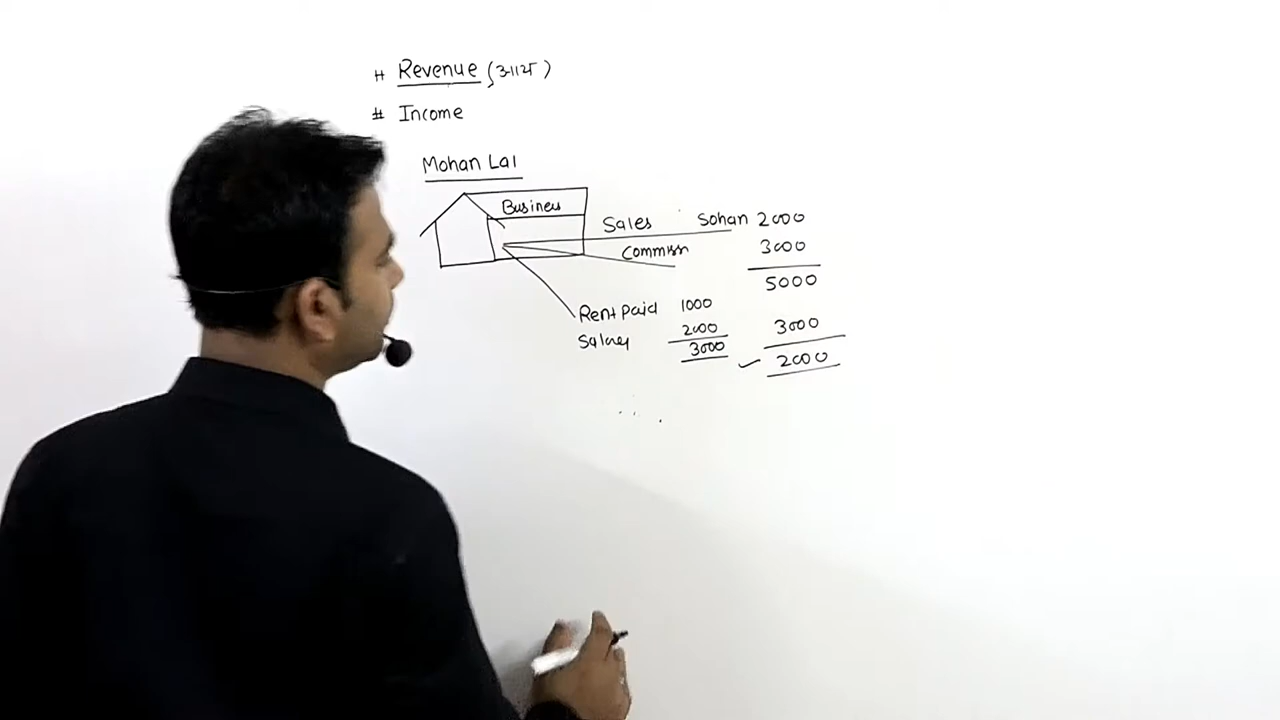 # Revenue (आय)
# Income
Mohan Lal
Business
Sales Sohan 2000
Commissn 3000
5000
Rent Paid 1000
Salary 2000 3000
3000 ✓ 2000